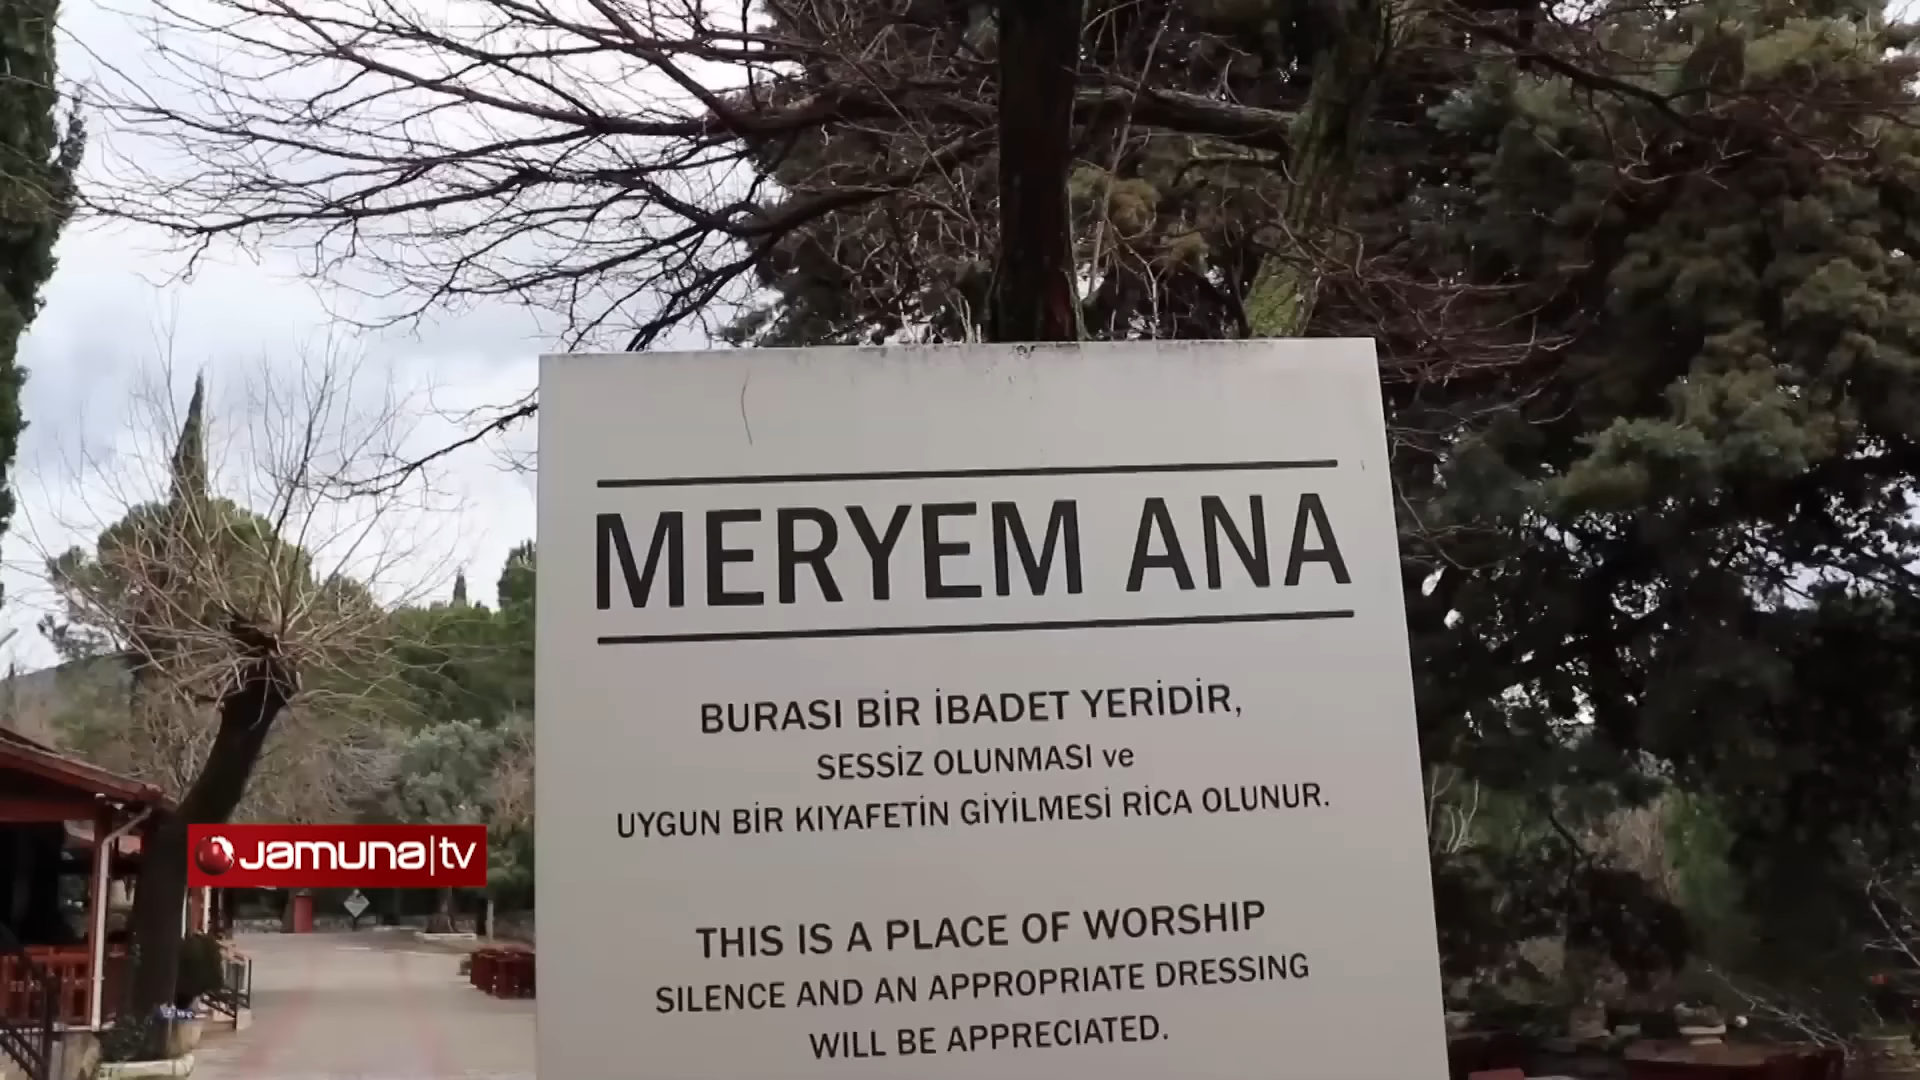 MERYEM ANA
BURASI BİR İBADET YERİDİR,
SESSİZ OLUNMASI ve
UYGUN BİR KIYAFETİN GİYİLMESİ RİCA OLUNUR.
THIS IS A PLACE OF WORSHIP
SILENCE AND AN APPROPRIATE DRESSING
WILL BE APPRECIATED.
Jamuna|tv